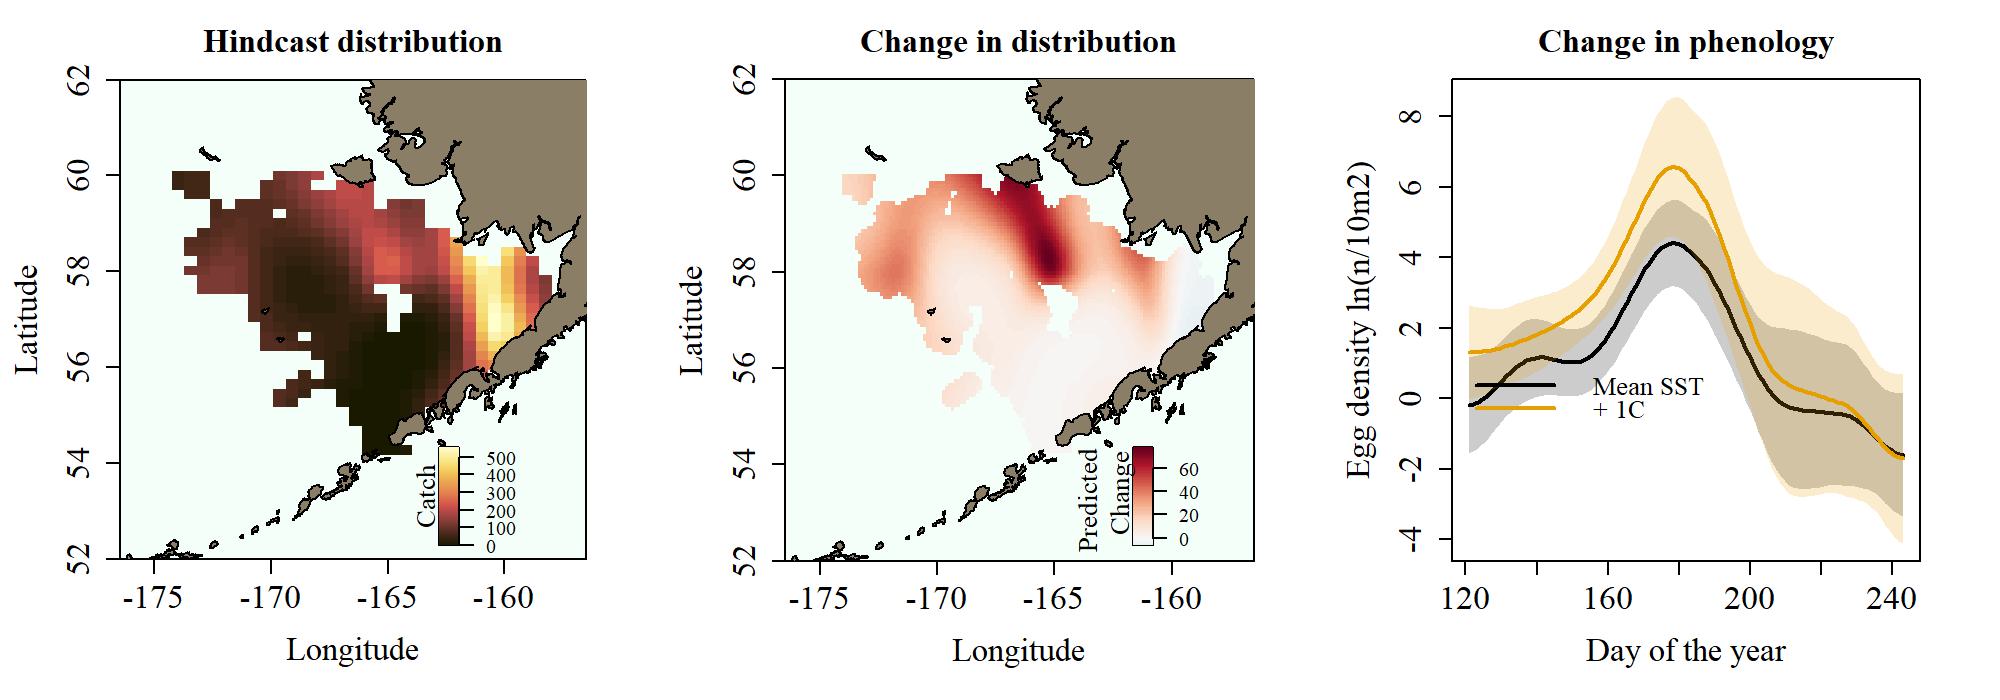 Hindcast distribution
62
60
58
56
54
52
Latitude
-175
-170
-165
-160
Longitude
Catch
500
400
300
200
100
0
Change in distribution
62
60
58
56
54
52
Latitude
-175
-170
-165
-160
Longitude
Predicted
Change
60
40
20
0
Change in phenology
8
6
4
2
0
-2
-4
Egg density ln(n/10m2)
Mean SST
+ 1C
120
160
200
240
Day of the year